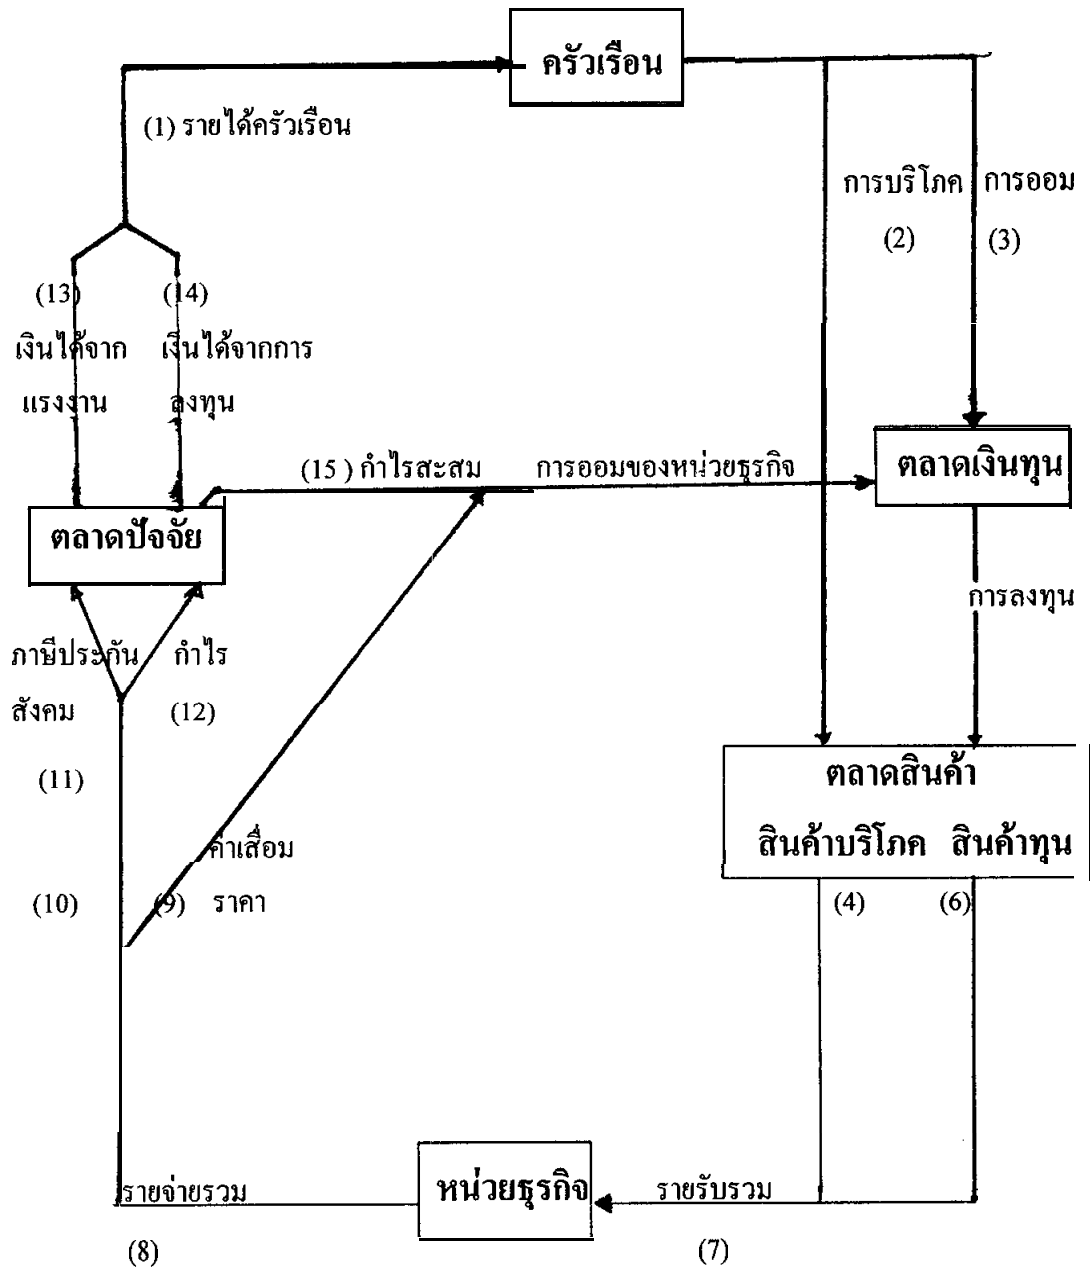 ครัวเรือน
(1) รายได้ครัวเรือน
การบริโภค การออม
(2) (3)
(13) (14)
เงินได้จาก เงินได้จากการ
แรงงาน ลงทุน
(15 ) กำไรสะสม การออมของหน่วยธุรกิจ
ตลาดเงินทุน
ตลาดปัจจัย
การลงทุน
ภาษีประกัน กำไร
สังคม (12)
(11)
ตลาดสินค้า
สินค้าบริโภค สินค้าทุน
ค่าเสื่อม
(10) (9) ราคา
(4) (6)
รายจ่ายรวม หน่วยธุรกิจ รายรับรวม
(8) (7)